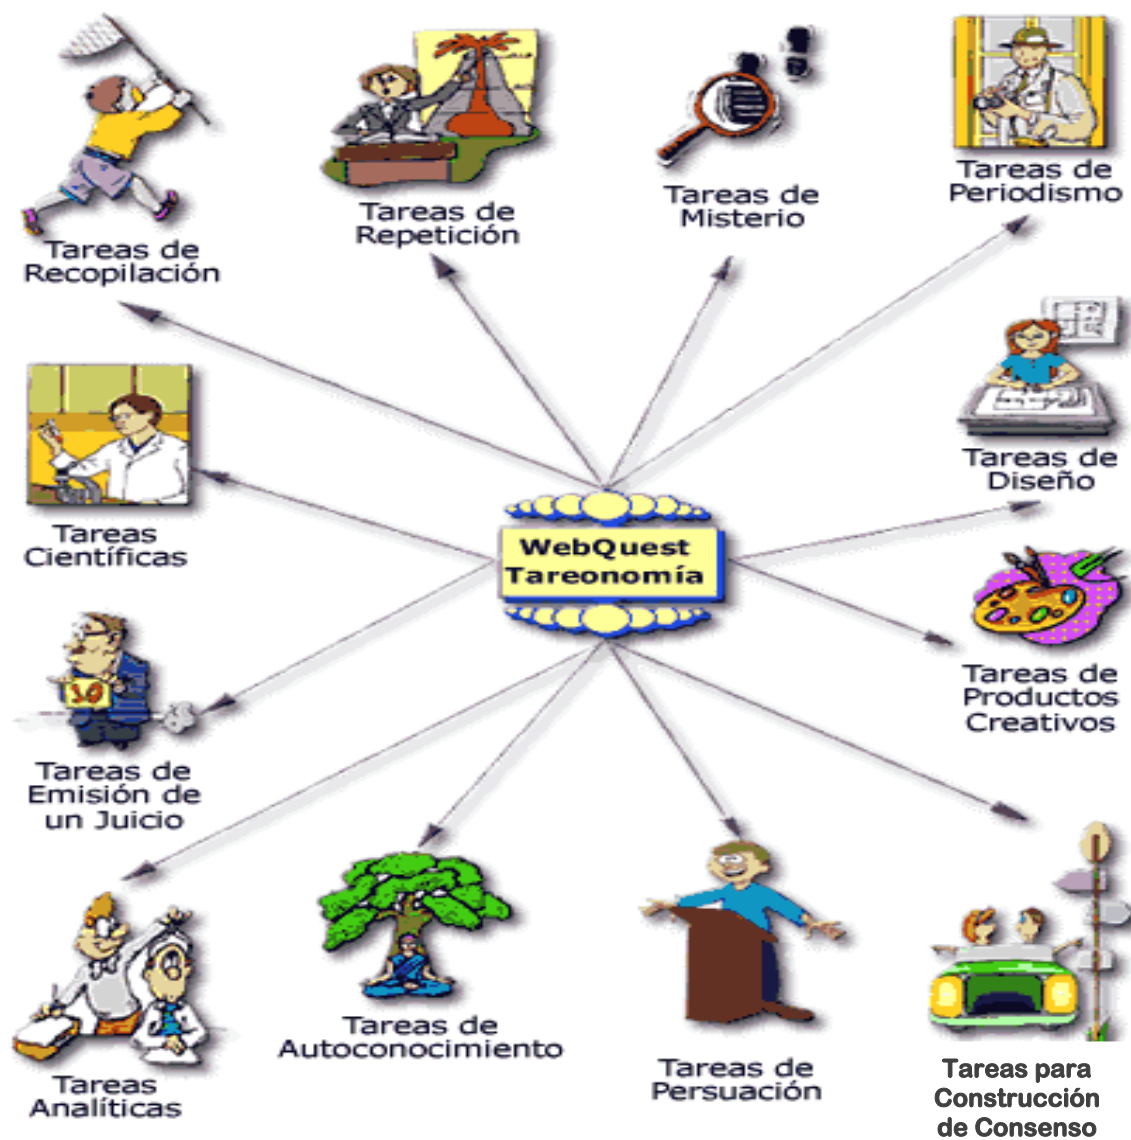 Tareas de
Recopilación
Tareas de
Repetición
Tareas de
Misterio
Tareas de
Periodismo
Tareas
Científicas
WebQuest
Tareonomía
Tareas de
Diseño
Tareas de
Productos
Creativos
10
Tareas de
Emisión de
un Juicio
Tareas
Analíticas
Tareas de
Autoconocimiento
Tareas de
Persuación
Tareas para
Construcción
de Consenso